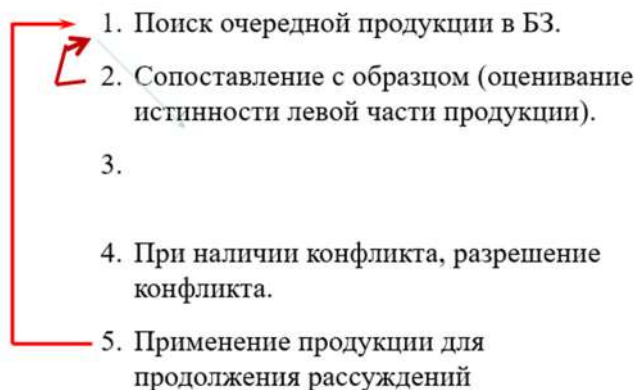 1. Поиск очередной продукции в БЗ.
2. Сопоставление с образцом (оценивание
истинности левой части продукции).
3.
4. При наличии конфликта, разрешение
конфликта.
5. Применение продукции для
продолжения рассуждений